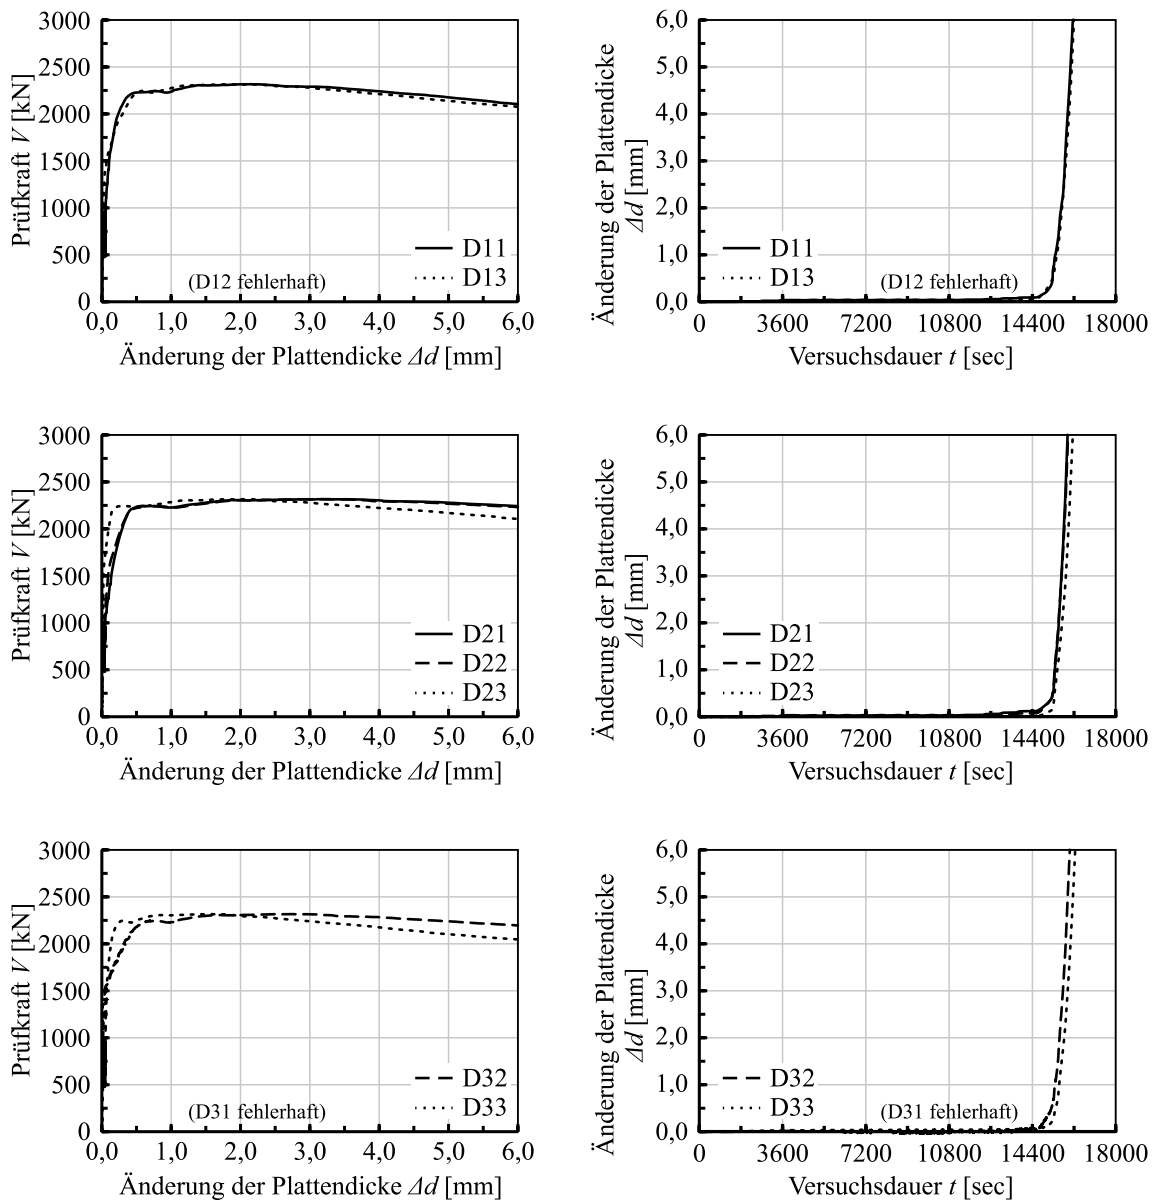 Prüfkraft V [kN]
3000
2500
2000
1500
1000
500
0
D11
D13
(D12 fehlerhaft)
0,0 1,0 2,0 3,0 4,0 5,0 6,0
Änderung der Plattendicke Δd [mm]
Änderung der Plattendicke
Δd [mm]
6,0
5,0
4,0
3,0
2,0
1,0
0,0
D11
D13
(D12 fehlerhaft)
0 3600 7200 10800 14400 18000
Versuchsdauer t [sec]
Prüfkraft V [kN]
3000
2500
2000
1500
1000
500
0
D21
D22
D23
0,0 1,0 2,0 3,0 4,0 5,0 6,0
Änderung der Plattendicke Δd [mm]
Änderung der Plattendicke
Δd [mm]
6,0
5,0
4,0
3,0
2,0
1,0
0,0
D21
D22
D23
0 3600 7200 10800 14400 18000
Versuchsdauer t [sec]
Prüfkraft V [kN]
3000
2500
2000
1500
1000
500
0
D32
D33
(D31 fehlerhaft)
0,0 1,0 2,0 3,0 4,0 5,0 6,0
Änderung der Plattendicke Δd [mm]
Änderung der Plattendicke
Δd [mm]
6,0
5,0
4,0
3,0
2,0
1,0
0,0
D32
D33
(D31 fehlerhaft)
0 3600 7200 10800 14400 18000
Versuchsdauer t [sec]